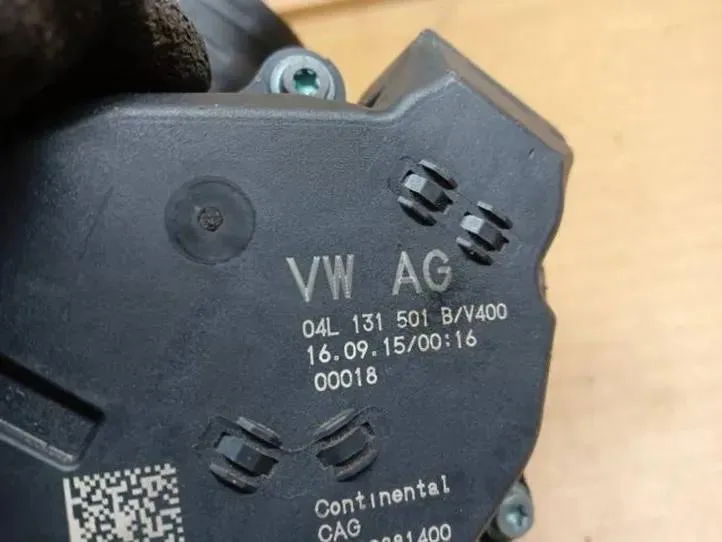 VW AG
04L 131 501 B/V400
16.09.15/00:16
00018
Continental
CAG